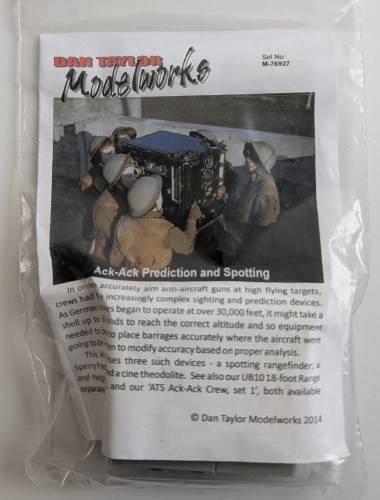 DAN TAYLOR
Modelworks
Set No:
M-76927
Ack-Ack Prediction and Spotting
In order accurately aim anti-aircraft guns at high flying targets,
crews had increasingly complex sighting and prediction devices.
As German began to operate at over 30,000 feet, it might take a
shell up to to reach the correct altitude and so equipment
needed to to place barrages accurately where the aircraft were
going to to modify accuracy based on proper analysis.
This three such devices - a spotting rangefinder, a
Sperry a cine theodolite. See also our UB10 18-foot Range
and and our 'ATS Ack-Ack Crew, set 1', both available
separate
© Dan Taylor Modelworks 2014